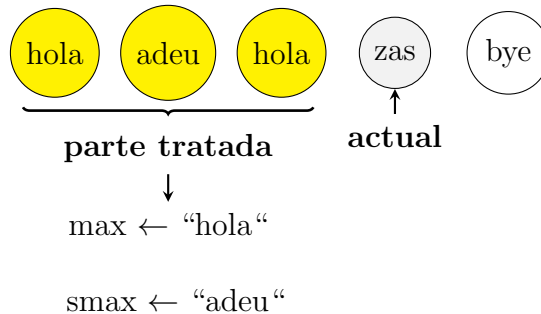 hola adeu hola zas bye
parte tratada
actual
max ← “hola“
smax ← “adeu“